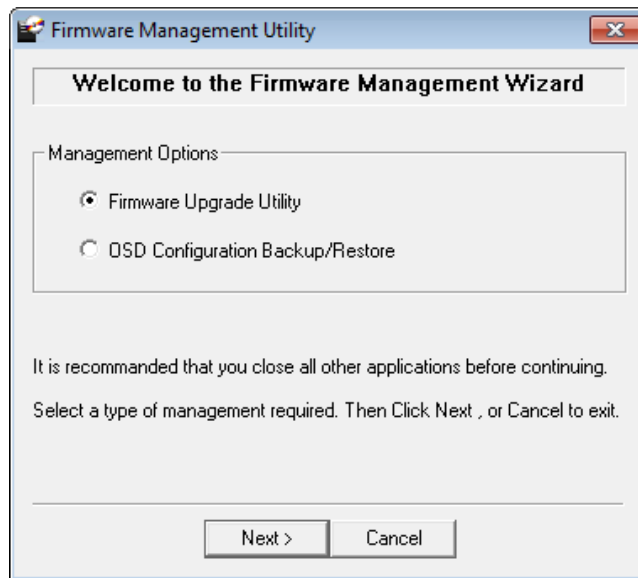 Firmware Management Utility
Welcome to the Firmware Management Wizard
Management Options
Firmware Upgrade Utility
OSD Configuration Backup/Restore
It is recommanded that you close all other applications before continuing.
Select a type of management required. Then Click Next , or Cancel to exit.
Next >
Cancel